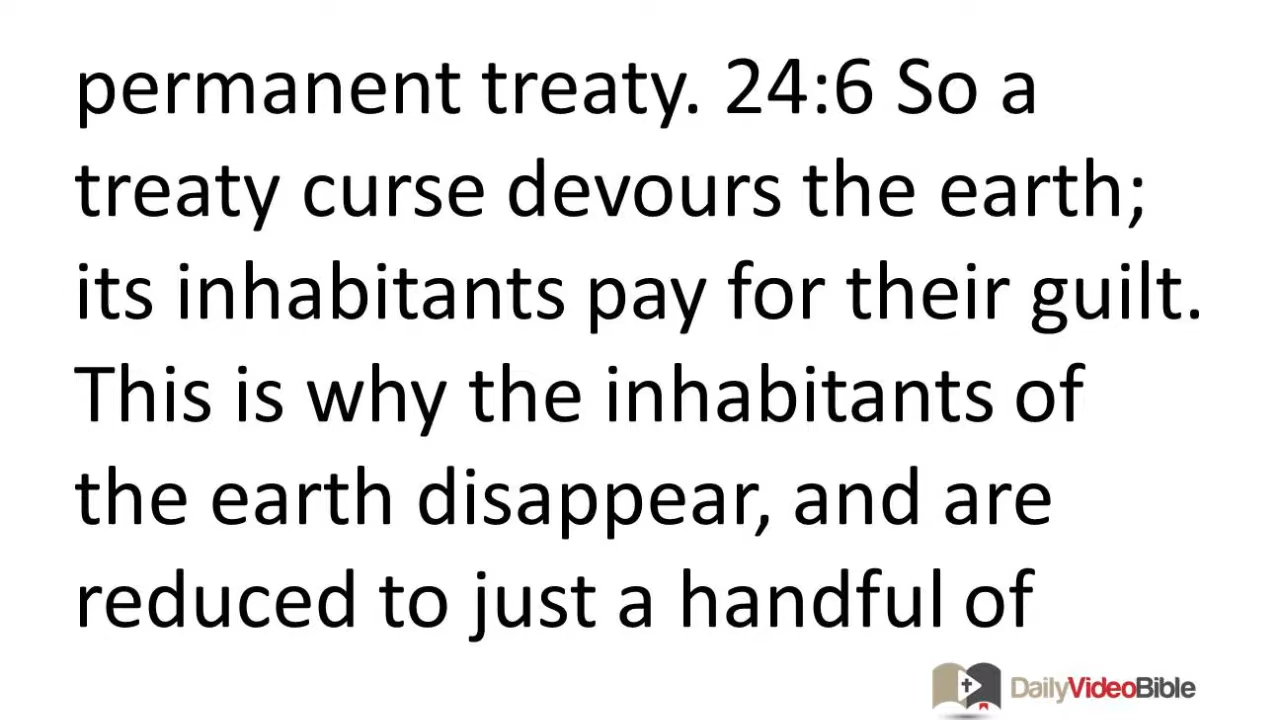 permanent treaty. 24:6 So a
treaty curse devours the earth;
its inhabitants pay for their guilt.
This is why the inhabitants of
the earth disappear, and are
reduced to just a handful of
DailyVideoBible